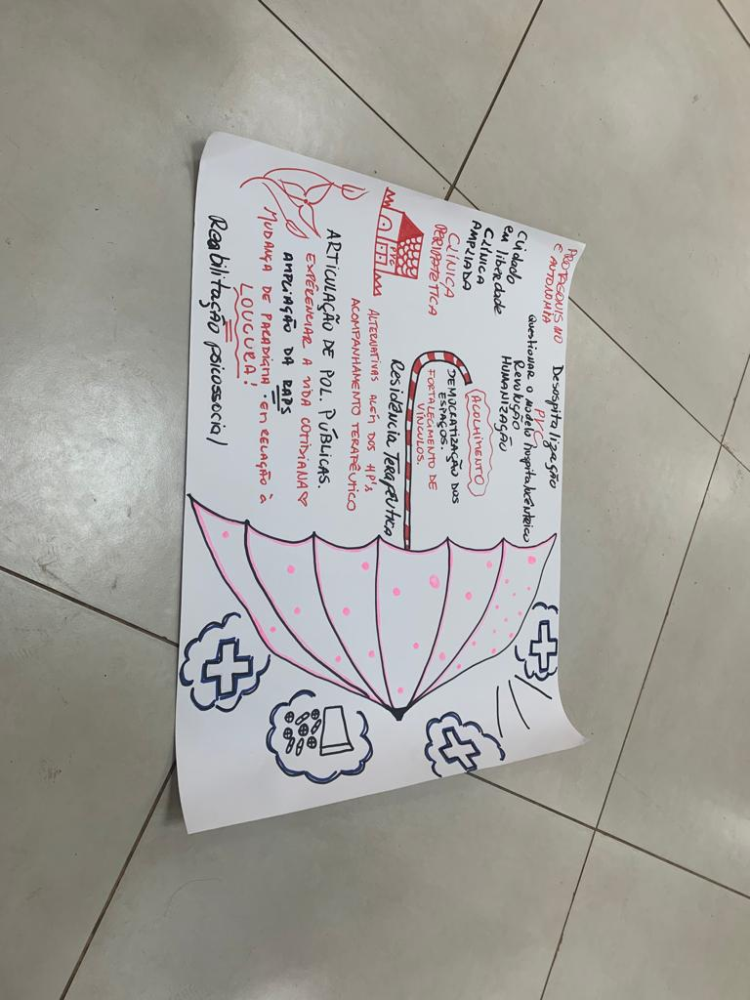 PROTAGONISMO
E AUTONOMIA
Desospitalização
PVC
Questionar o modelo hospitalocêntrico
Revolução
HUMANIZAÇÃO
Cuidado
em liberdade
CLÍNICA
AMPLIADA
CLÍNICA
PERIPATÉTICA
PVC
ACOLHIMENTO
DEMOCRATIZAÇÃO DOS
ESPAÇOS.
FORTALECIMENTO DE
VÍNCULOS.
Residência Terapêutica
ALTERNATIVAS ALÉM DOS HP's
ACOMPANHAMENTO TERAPÊUTICO
ARTICULAÇÃO DE POL. PÚBLICAS.
EXPERENCIAR A VIDA COTIDIANA♡
AMPLIAÇÃO DA RAPS
MUDANÇA DE PARADIGMA EM RELAÇÃO À
LOUCURA!
Reabilitação psicossocial